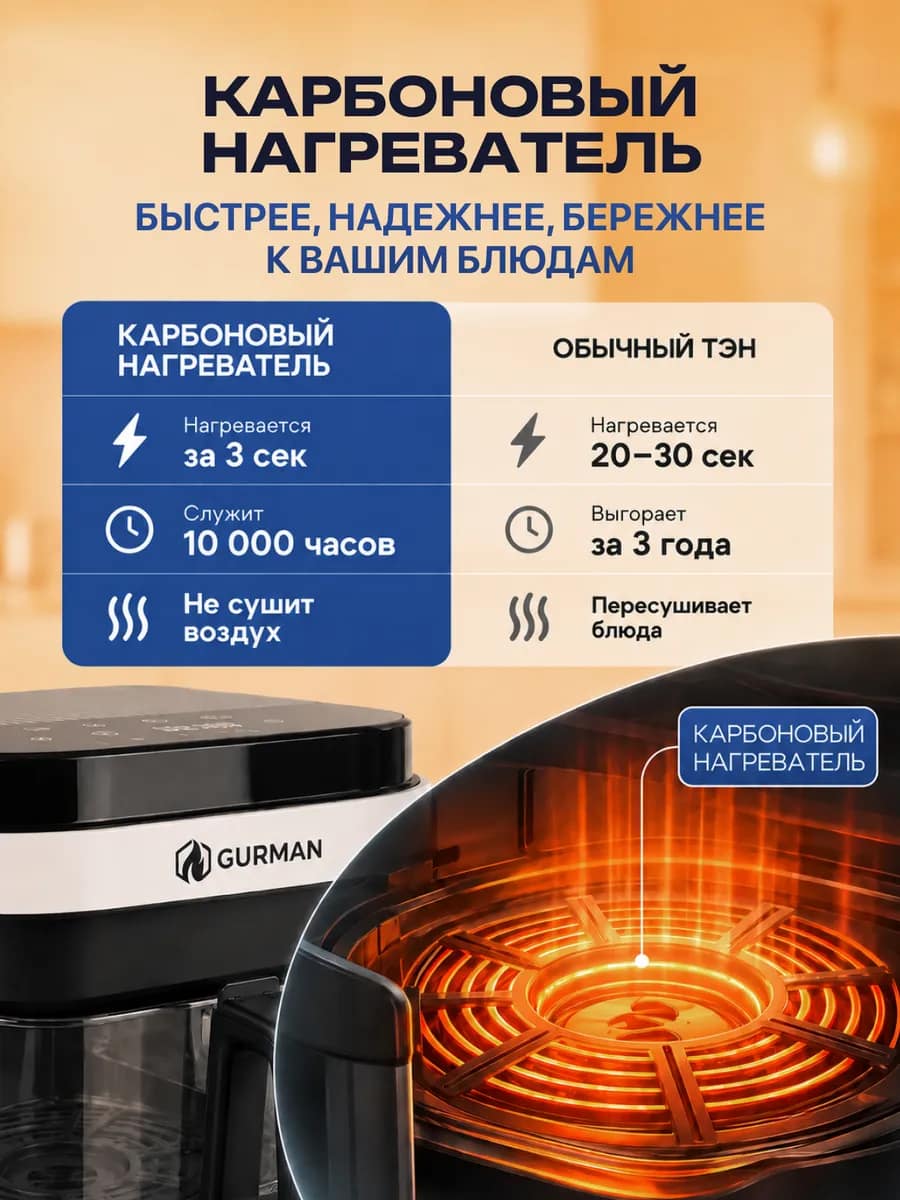 КАРБОНОВЫЙ
НАГРЕВАТЕЛЬ
БЫСТРЕЕ, НАДЕЖНЕЕ, БЕРЕЖНЕЕ
К ВАШИМ БЛЮДАМ
КАРБОНОВЫЙ
НАГРЕВАТЕЛЬ
ОБЫЧНЫЙ ТЭН
Нагревается
за 3 сек
Нагревается
20–30 сек
Служит
10 000 часов
Выгорает
за 3 года
Не сушит
воздух
Пересушивает
блюда
КАРБОНОВЫЙ
НАГРЕВАТЕЛЬ
GURMAN